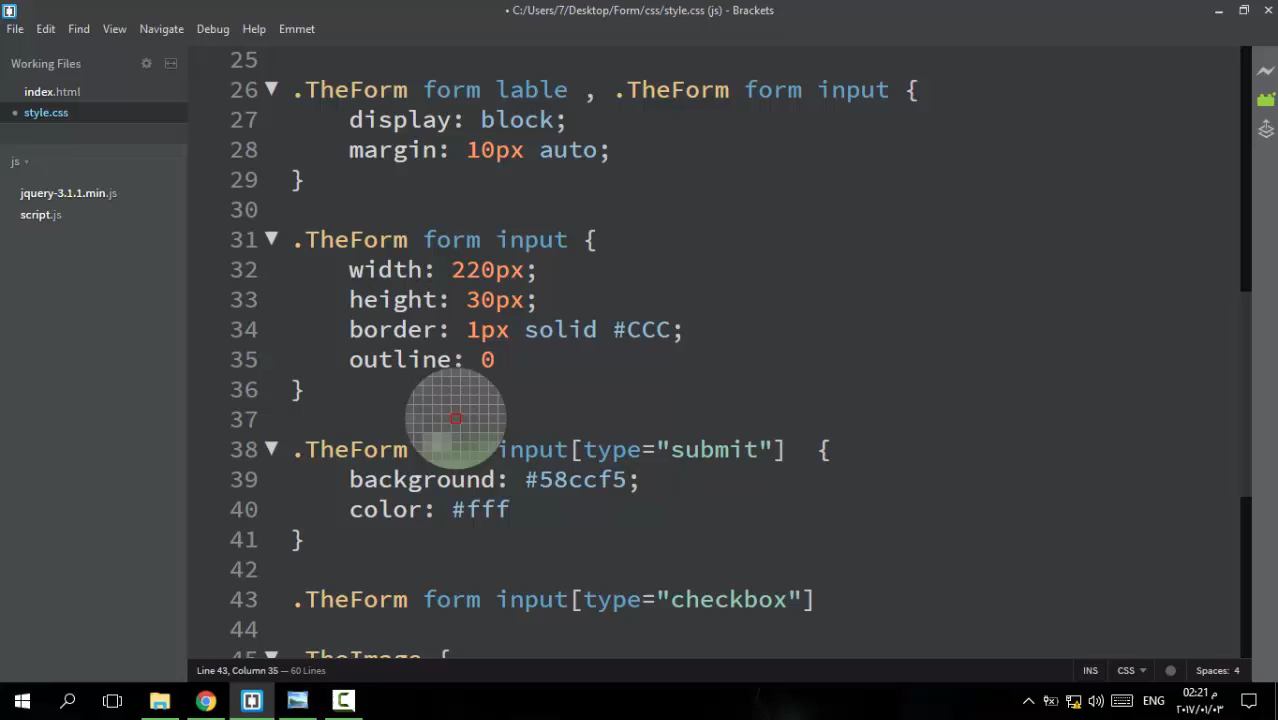 • C:/Users/7/Desktop/Form/css/style.css (js) - Brackets
File Edit Find View Navigate Debug Help Emmet
Working Files
index.html
• style.css
js
jquery-3.1.1.min.js
script.js
25
26 .TheForm form lable , .TheForm form input {
27 display: block;
28 margin: 10px auto;
29 }
30
31 .TheForm form input {
32 width: 220px;
33 height: 30px;
34 border: 1px solid #CCC;
35 outline: 0
36 }
37
38 .TheForm input[type="submit"] {
39 background: #58ccf5;
40 color: #fff
41 }
42
43 .TheForm form input[type="checkbox"]
44
45 .TheImage {
Line 43, Column 35 — 60 Lines
INS CSS Spaces: 4
ENG
02:21 م
٢٠١٧/٠١/٠٣